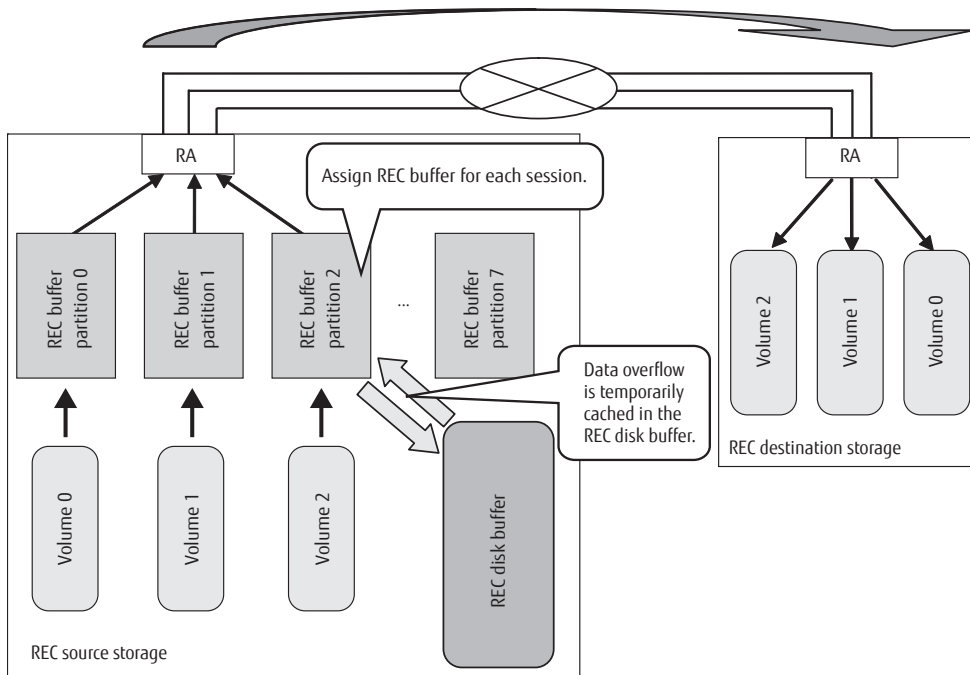 RA
RA
Assign REC buffer for each session.
REC buffer
partition 0
REC buffer
partition 1
REC buffer
partition 2
...
REC buffer
partition 7
Volume 2
Volume 1
Volume 0
Data overflow
is temporarily
cached in the
REC disk buffer.
REC destination storage
Volume 0
Volume 1
Volume 2
REC disk buffer
REC source storage